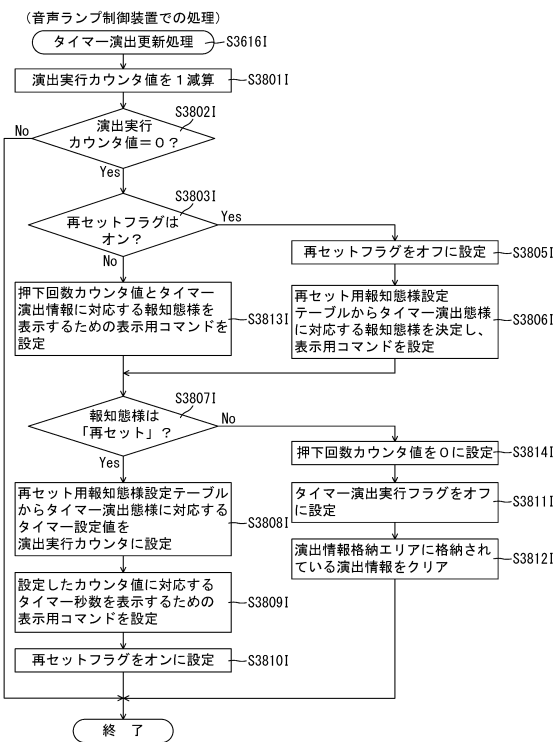 （音声ランプ制御装置での処理）
タイマー演出更新処理
S3616I
演出実行カウンタ値を１減算
S3801I
S3802I
演出実行
カウンタ値＝０？
No
Yes
S3803I
再セットフラグは
オン？
Yes
No
再セットフラグをオフに設定
S3805I
押下回数カウンタ値とタイマー
演出情報に対応する報知態様を
表示するための表示用コマンドを
設定
S3813I
再セット用報知態様設定
テーブルからタイマー演出態様
に対応する報知態様を決定し、
表示用コマンドを設定
S3806I
S3807I
報知態様は
「再セット」？
No
Yes
押下回数カウンタ値を０に設定
S3814I
再セット用報知態様設定テーブル
からタイマー演出態様に対応する
タイマー設定値を
演出実行カウンタに設定
S3808I
タイマー演出実行フラグをオフ
に設定
S3811I
演出情報格納エリアに格納され
ている演出情報をクリア
S3812I
設定したカウンタ値に対応する
タイマー秒数を表示するための
表示用コマンドを設定
S3809I
再セットフラグをオンに設定
S3810I
終 了